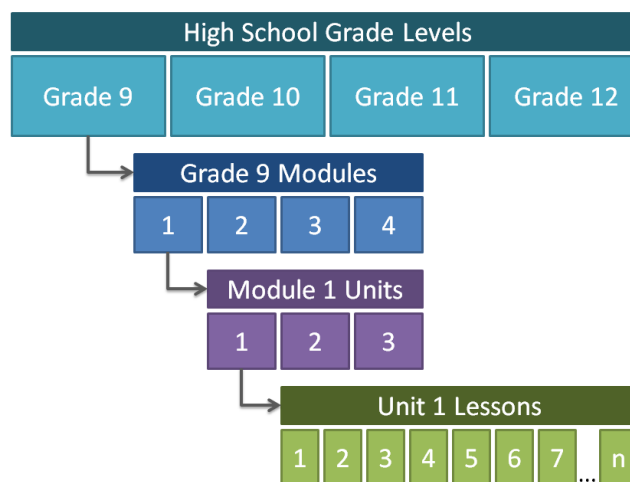 High School Grade Levels
Grade 9 Grade 10 Grade 11 Grade 12
Grade 9 Modules
1 2 3 4
Module 1 Units
1 2 3
Unit 1 Lessons
1 2 3 4 5 6 7 ... n